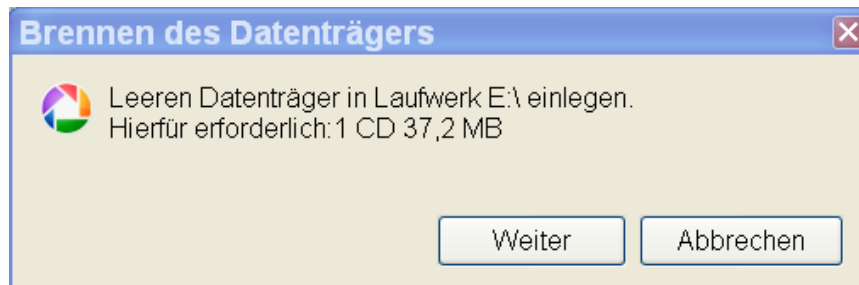 Brennen des Datenträgers
Leeren Datenträger in Laufwerk E:\ einlegen.
Hierfür erforderlich:1 CD 37,2 MB
Weiter
Abbrechen